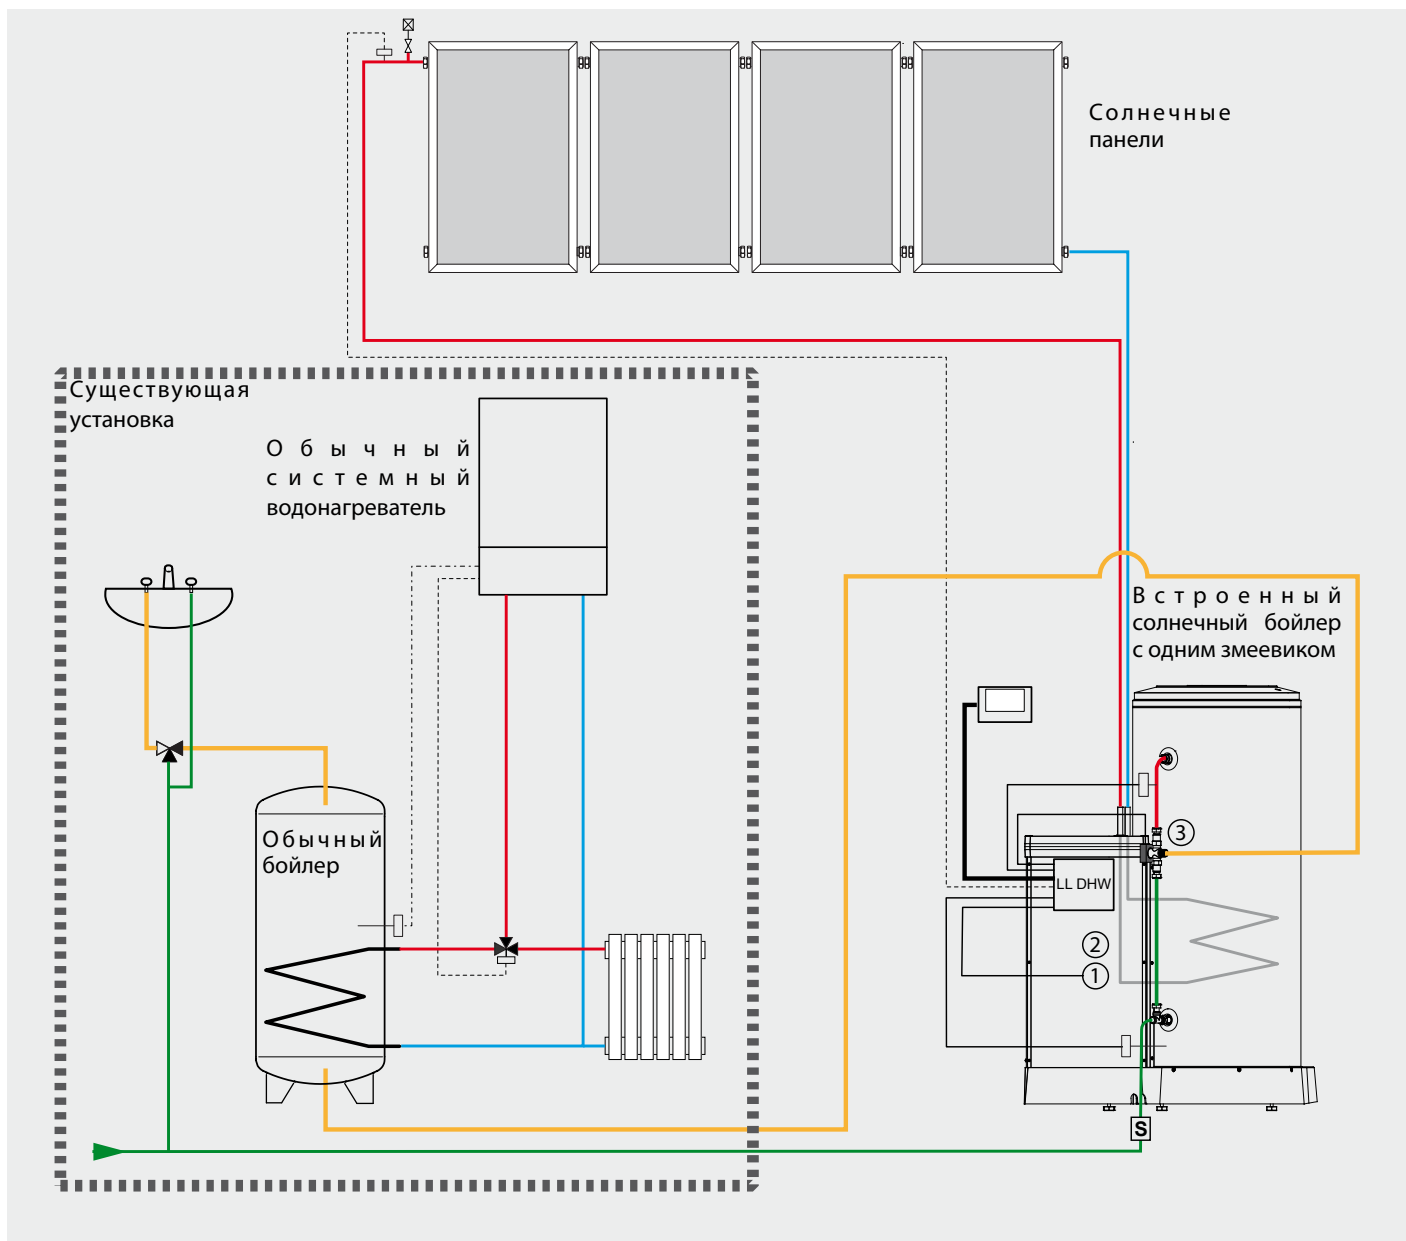 Солнечные
панели
Существующая
установка
Обычный
системный
водонагреватель
Встроенный
солнечный бойлер
с одним змеевиком
Обычный
бойлер
3
LL DHW
2
1
S